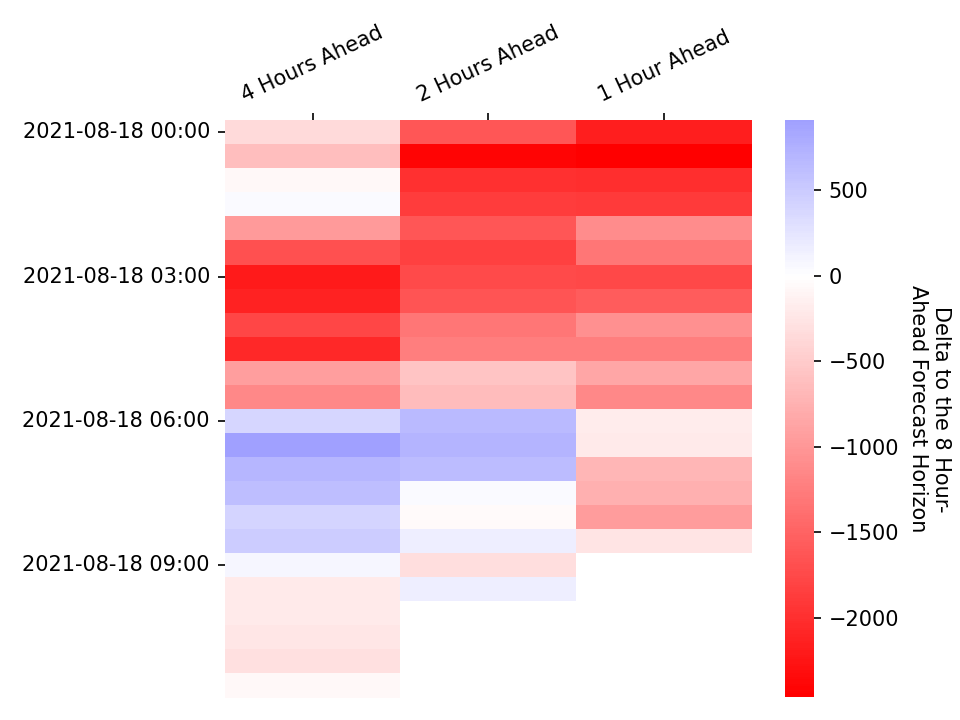 4 Hours Ahead
2 Hours Ahead
1 Hour Ahead
2021-08-18 00:00
2021-08-18 03:00
2021-08-18 06:00
2021-08-18 09:00
500
0
−500
−1000
−1500
−2000
Delta to the 8 Hour-
Ahead Forecast Horizon